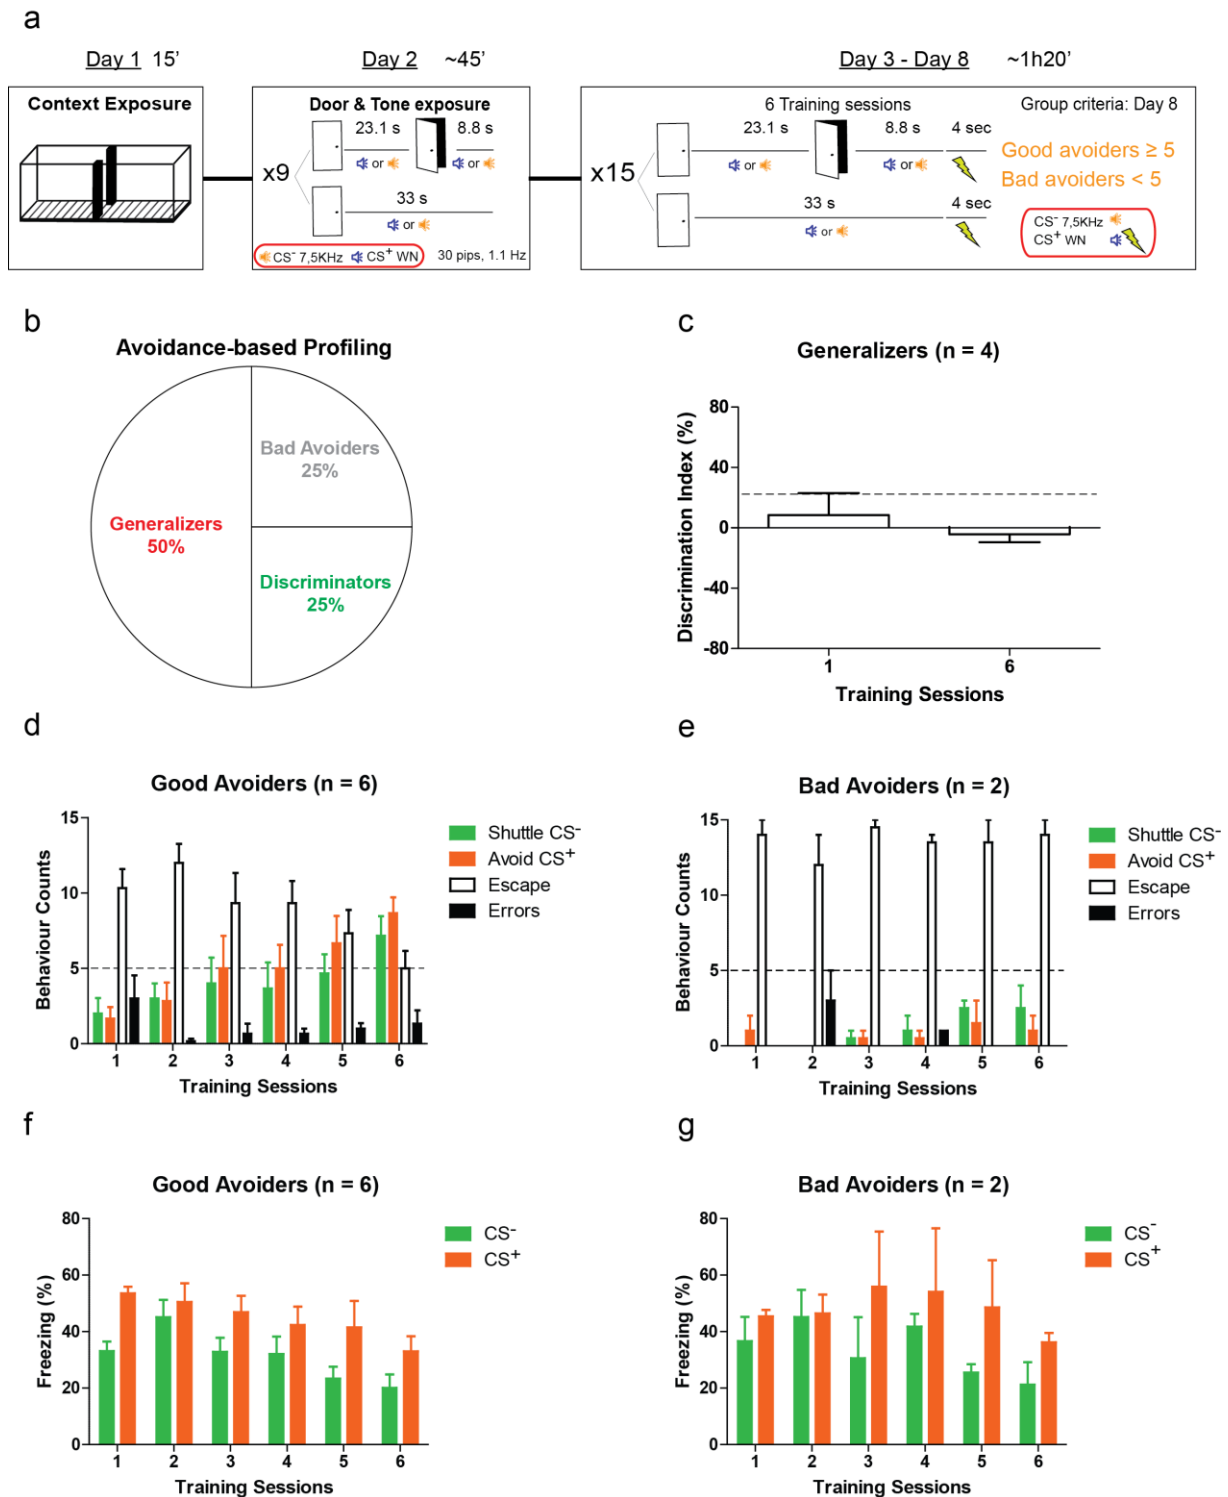 a
Day 1 15’
Day 2 ~45’
Day 3 - Day 8 ~1h20’
Context Exposure
Door & Tone exposure
23.1 s
8.8 s
or
or
x9
33 s
or
CS⁻ 7,5KHz CS⁺ WN
30 pips, 1.1 Hz
6 Training sessions
Group criteria: Day 8
23.1 s
8.8 s
4 sec
or
or
x15
33 s
4 sec
or
Good avoiders ≥ 5
Bad avoiders < 5
CS⁻ 7,5KHz
CS⁺ WN
b
Avoidance-based Profiling
Bad Avoiders
25%
Generalizers
50%
Discriminators
25%
c
Generalizers (n = 4)
Discrimination Index (%)
80
40
0
-40
-80
1 6
Training Sessions
d
Good Avoiders (n = 6)
Behaviour Counts
15
10
5
0
1 2 3 4 5 6
Training Sessions
Shuttle CS⁻
Avoid CS⁺
Escape
Errors
e
Bad Avoiders (n = 2)
Behaviour Counts
15
10
5
0
1 2 3 4 5 6
Training Sessions
Shuttle CS⁻
Avoid CS⁺
Escape
Errors
f
Good Avoiders (n = 6)
Freezing (%)
80
60
40
20
0
1 2 3 4 5 6
Training Sessions
CS⁻
CS⁺
g
Bad Avoiders (n = 2)
Freezing (%)
80
60
40
20
0
1 2 3 4 5 6
Training Sessions
CS⁻
CS⁺